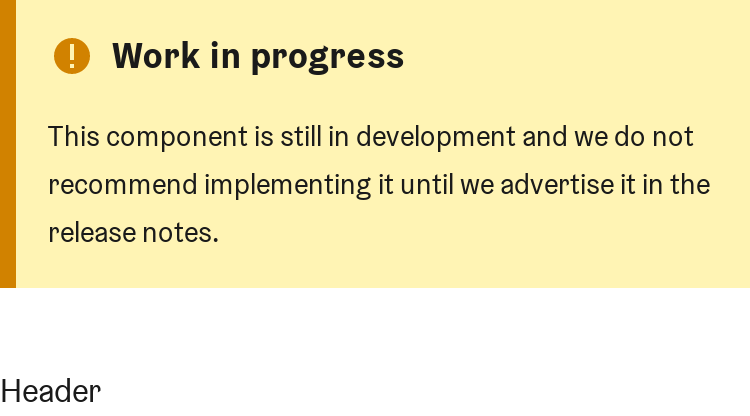 Work in progress
This component is still in development and we do not
recommend implementing it until we advertise it in the
release notes.
Header